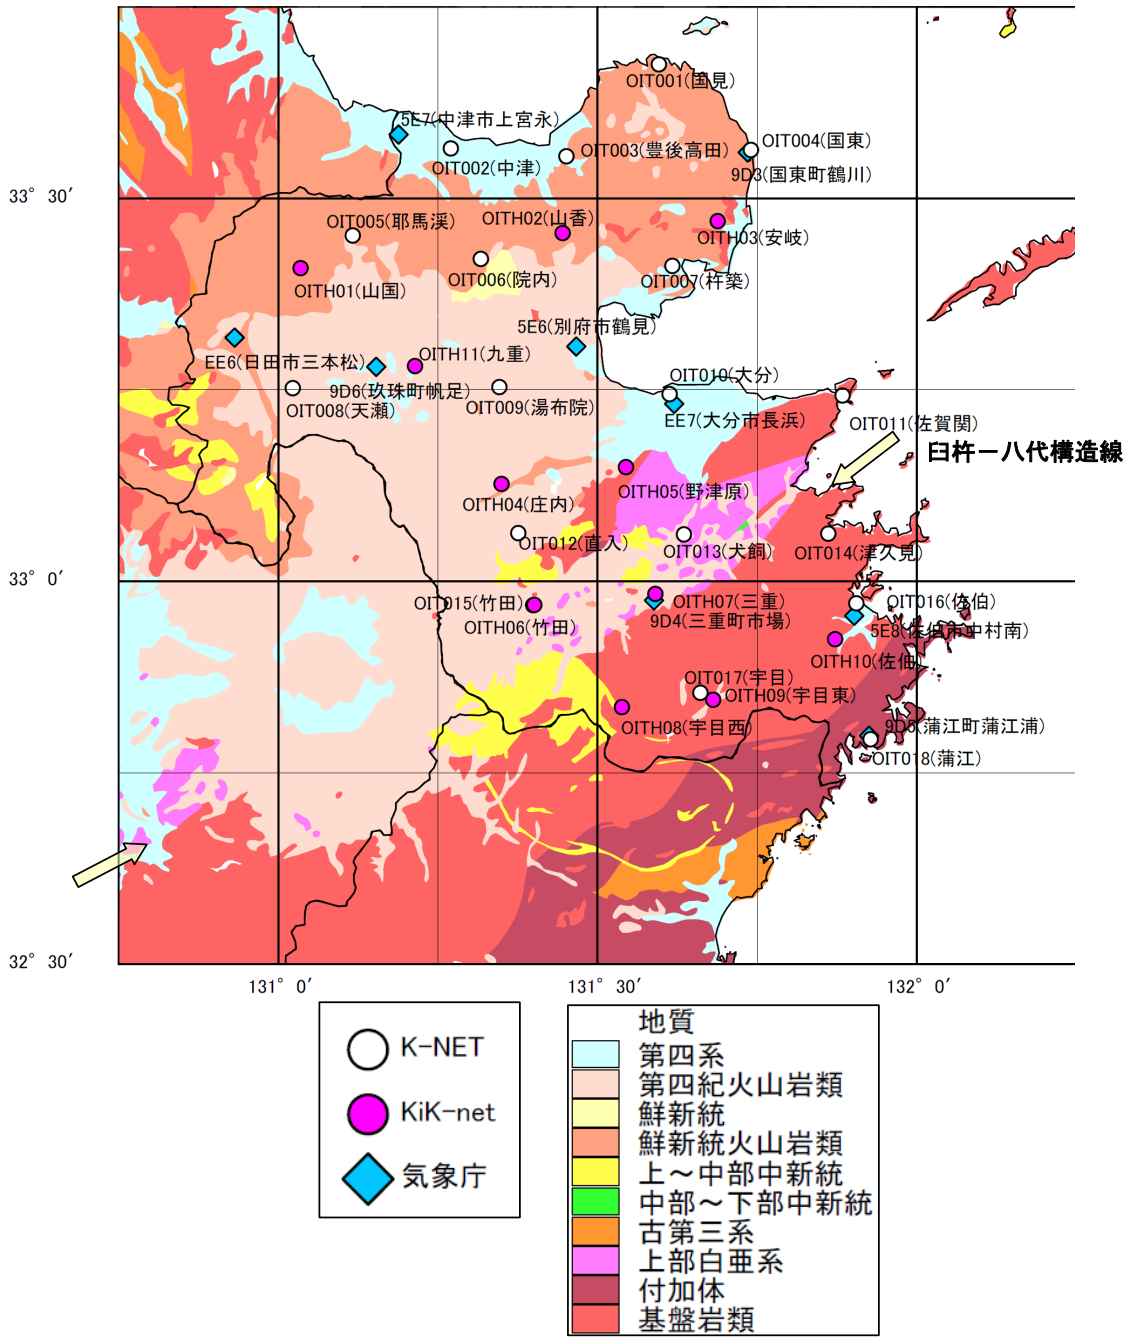 OIT001(国見)
5E7(中津市上宮永)
OIT004(国東)
OIT003(豊後高田)
OIT002(中津)
9D3(国東町鶴川)
33° 30′
OIT005(耶馬渓)
OITH02(山香)
OITH03(安岐)
OIT006(院内)
OIT007(杵築)
OITH01(山国)
5E6(別府市鶴見)
OITH11(九重)
EE6(日田市三本松)
OIT010(大分)
9D6(玖珠町帆足)
OIT008(天瀬)
OIT009(湯布院)
EE7(大分市長浜)
OIT011(佐賀関)
臼杵－八代構造線
OITH05(野津原)
OITH04(庄内)
OIT012(直入)
OIT013(犬飼)
OIT014(津久見)
33° 0′
OIT015(竹田)
OITH07(三重)
OIT016(佐伯)
9D4(三重町市場)
OITH06(竹田)
5E8(佐伯市中村南)
OITH10(佐伯)
OIT017(宇目)
OITH09(宇目東)
OITH08(宇目西)
9D5(蒲江町蒲江浦)
OIT018(蒲江)
32° 30′
131° 0′
131° 30′
132° 0′
K-NET
KiK-net
気象庁
地質
第四系
第四紀火山岩類
鮮新統
鮮新統火山岩類
上～中部中新統
中部～下部中新統
古第三系
上部白亜系
付加体
基盤岩類